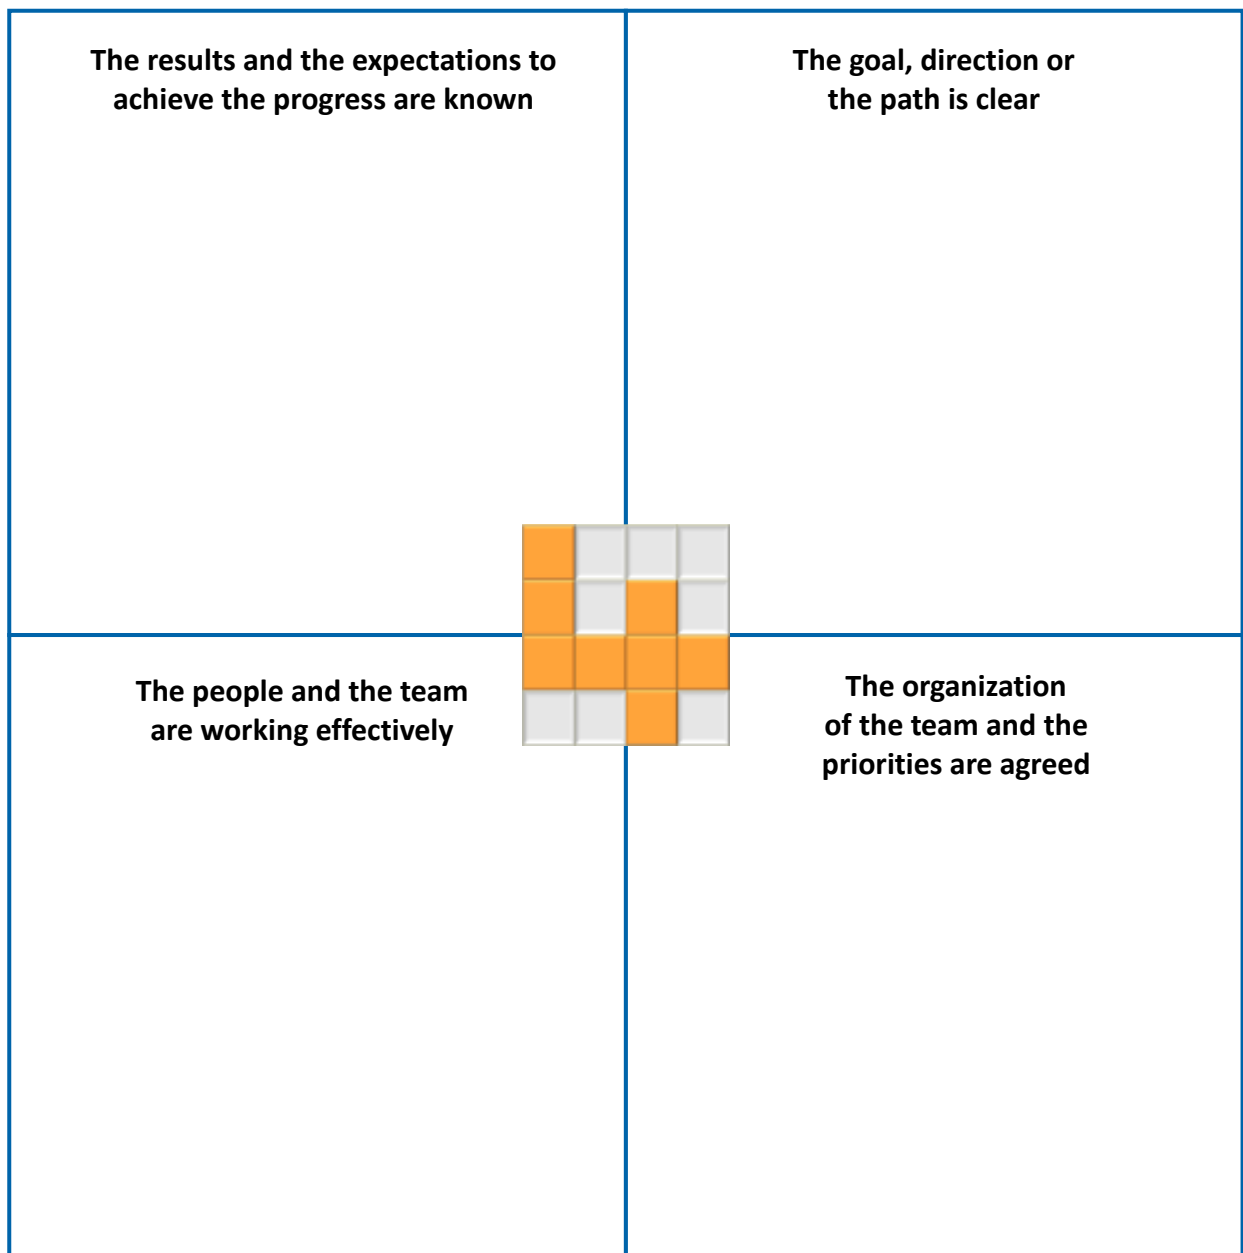 The results and the expectations to
achieve the progress are known
The goal, direction or
the path is clear
The people and the team
are working effectively
The organization
of the team and the
priorities are agreed